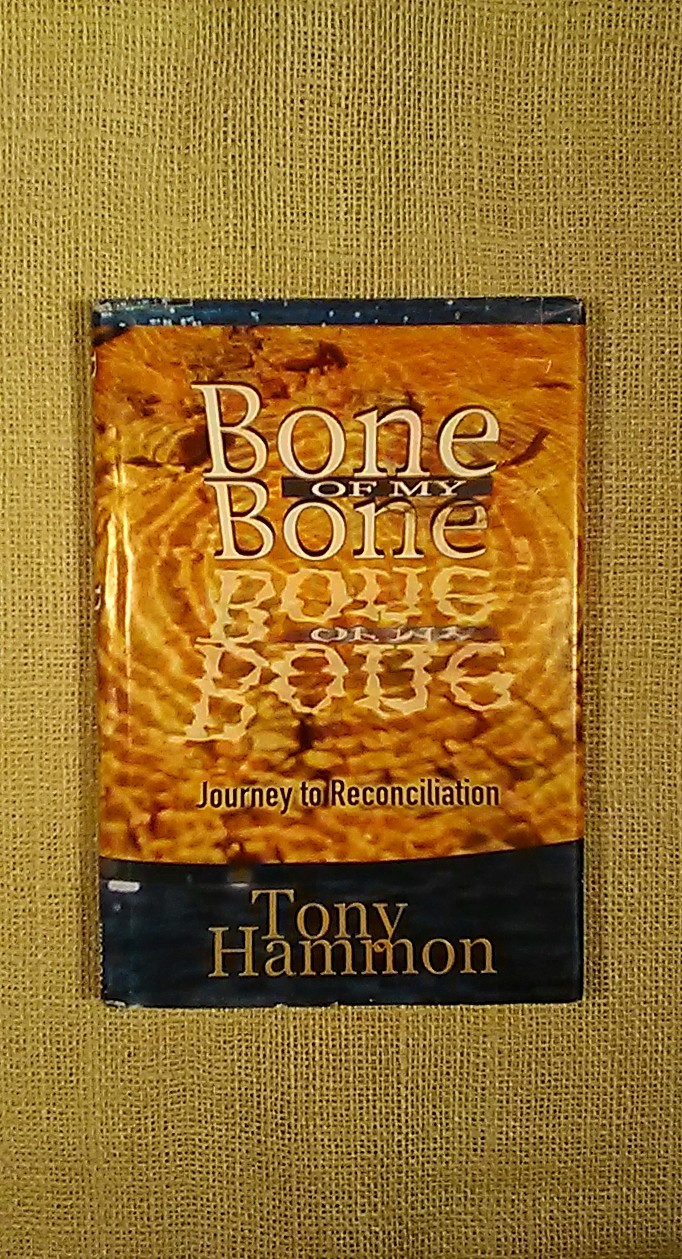 Bone
OF MY
Bone
Journey to Reconciliation
Tony
Hammon